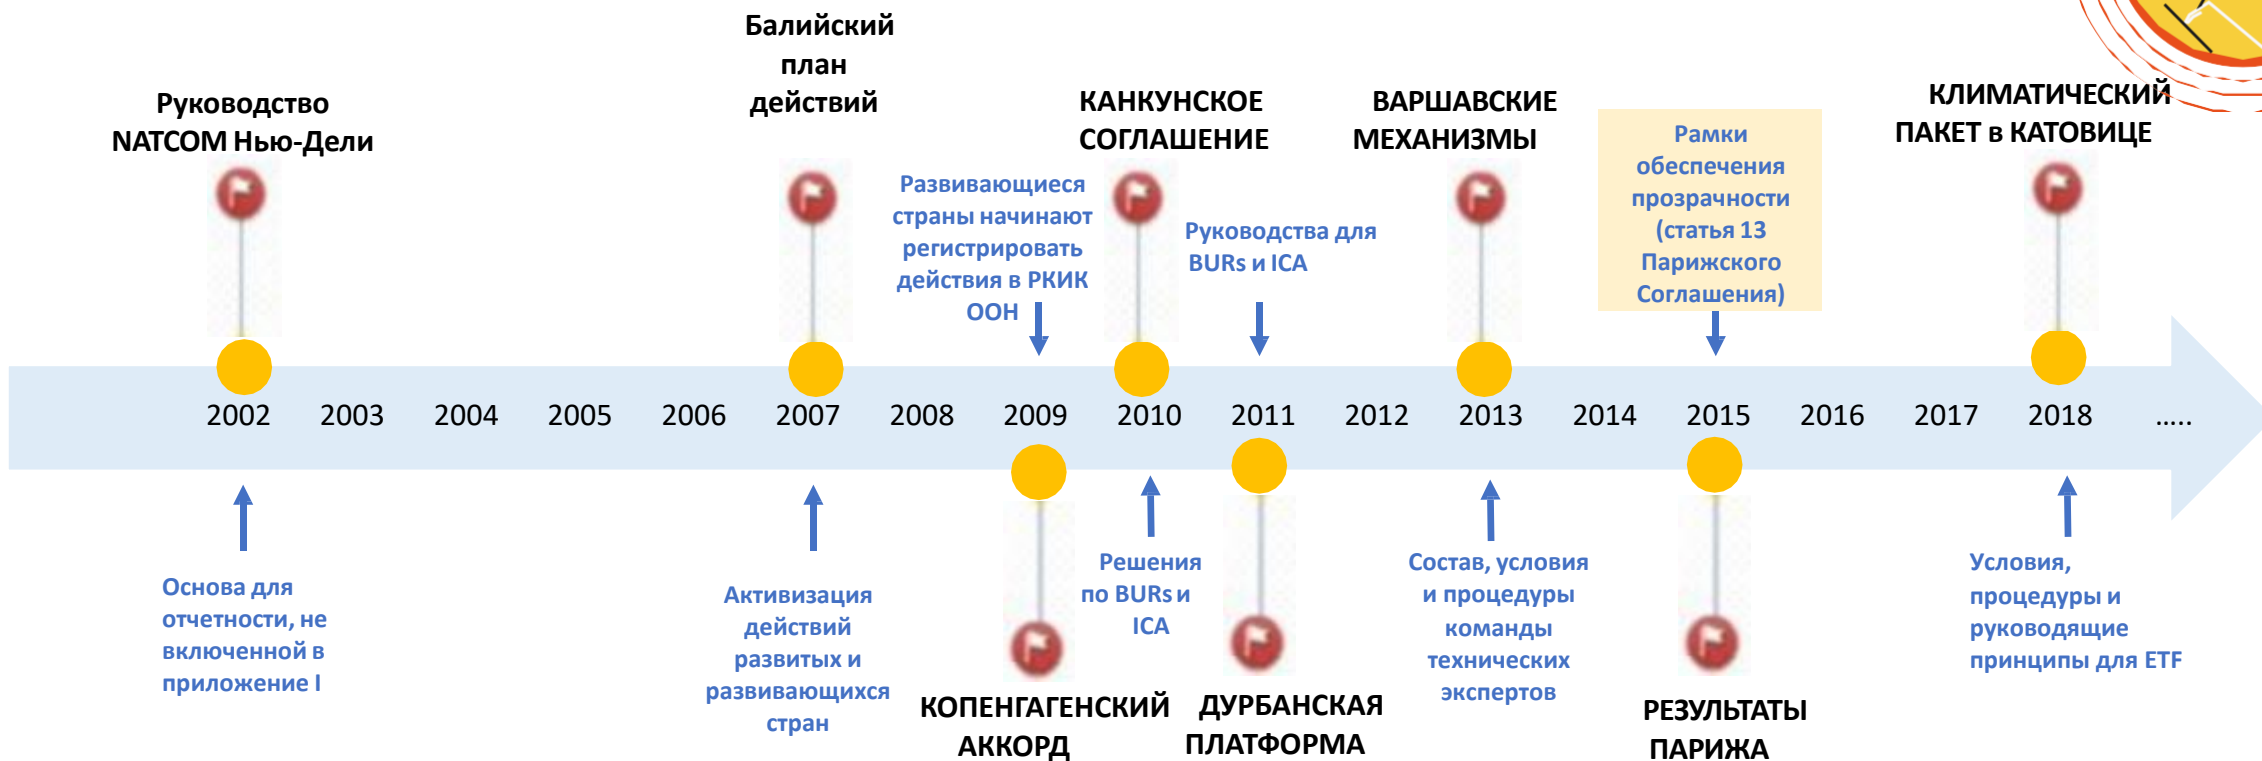 Руководство
NATCOM Нью-Дели
Балийский
план
действий
КАНКУНСКОЕ
СОГЛАШЕНИЕ
ВАРШАВСКИЕ
МЕХАНИЗМЫ
КЛИМАТИЧЕСКИЙ
ПАКЕТ в КАТОВИЦЕ
Развивающиеся
страны начинают
регистрировать
действия в РКИК
ООН
Руководства для
BURs и ICA
Рамки
обеспечения
прозрачности
(статья 13
Парижского
Соглашения)
2002 2003 2004 2005 2006 2007 2008 2009 2010 2011 2012 2013 2014 2015 2016 2017 2018 .....
Основа для
отчетности, не
включенной в
приложение I
Активизация
действий
развитых и
развивающихся
стран
Решения
по BURs и
ICA
Состав, условия
и процедуры
команды
технических
экспертов
Условия,
процедуры и
руководящие
принципы для ETF
КОПЕНГАГЕНСКИЙ
АККОРД
ДУРБАНСКАЯ
ПЛАТФОРМА
РЕЗУЛЬТАТЫ
ПАРИЖА